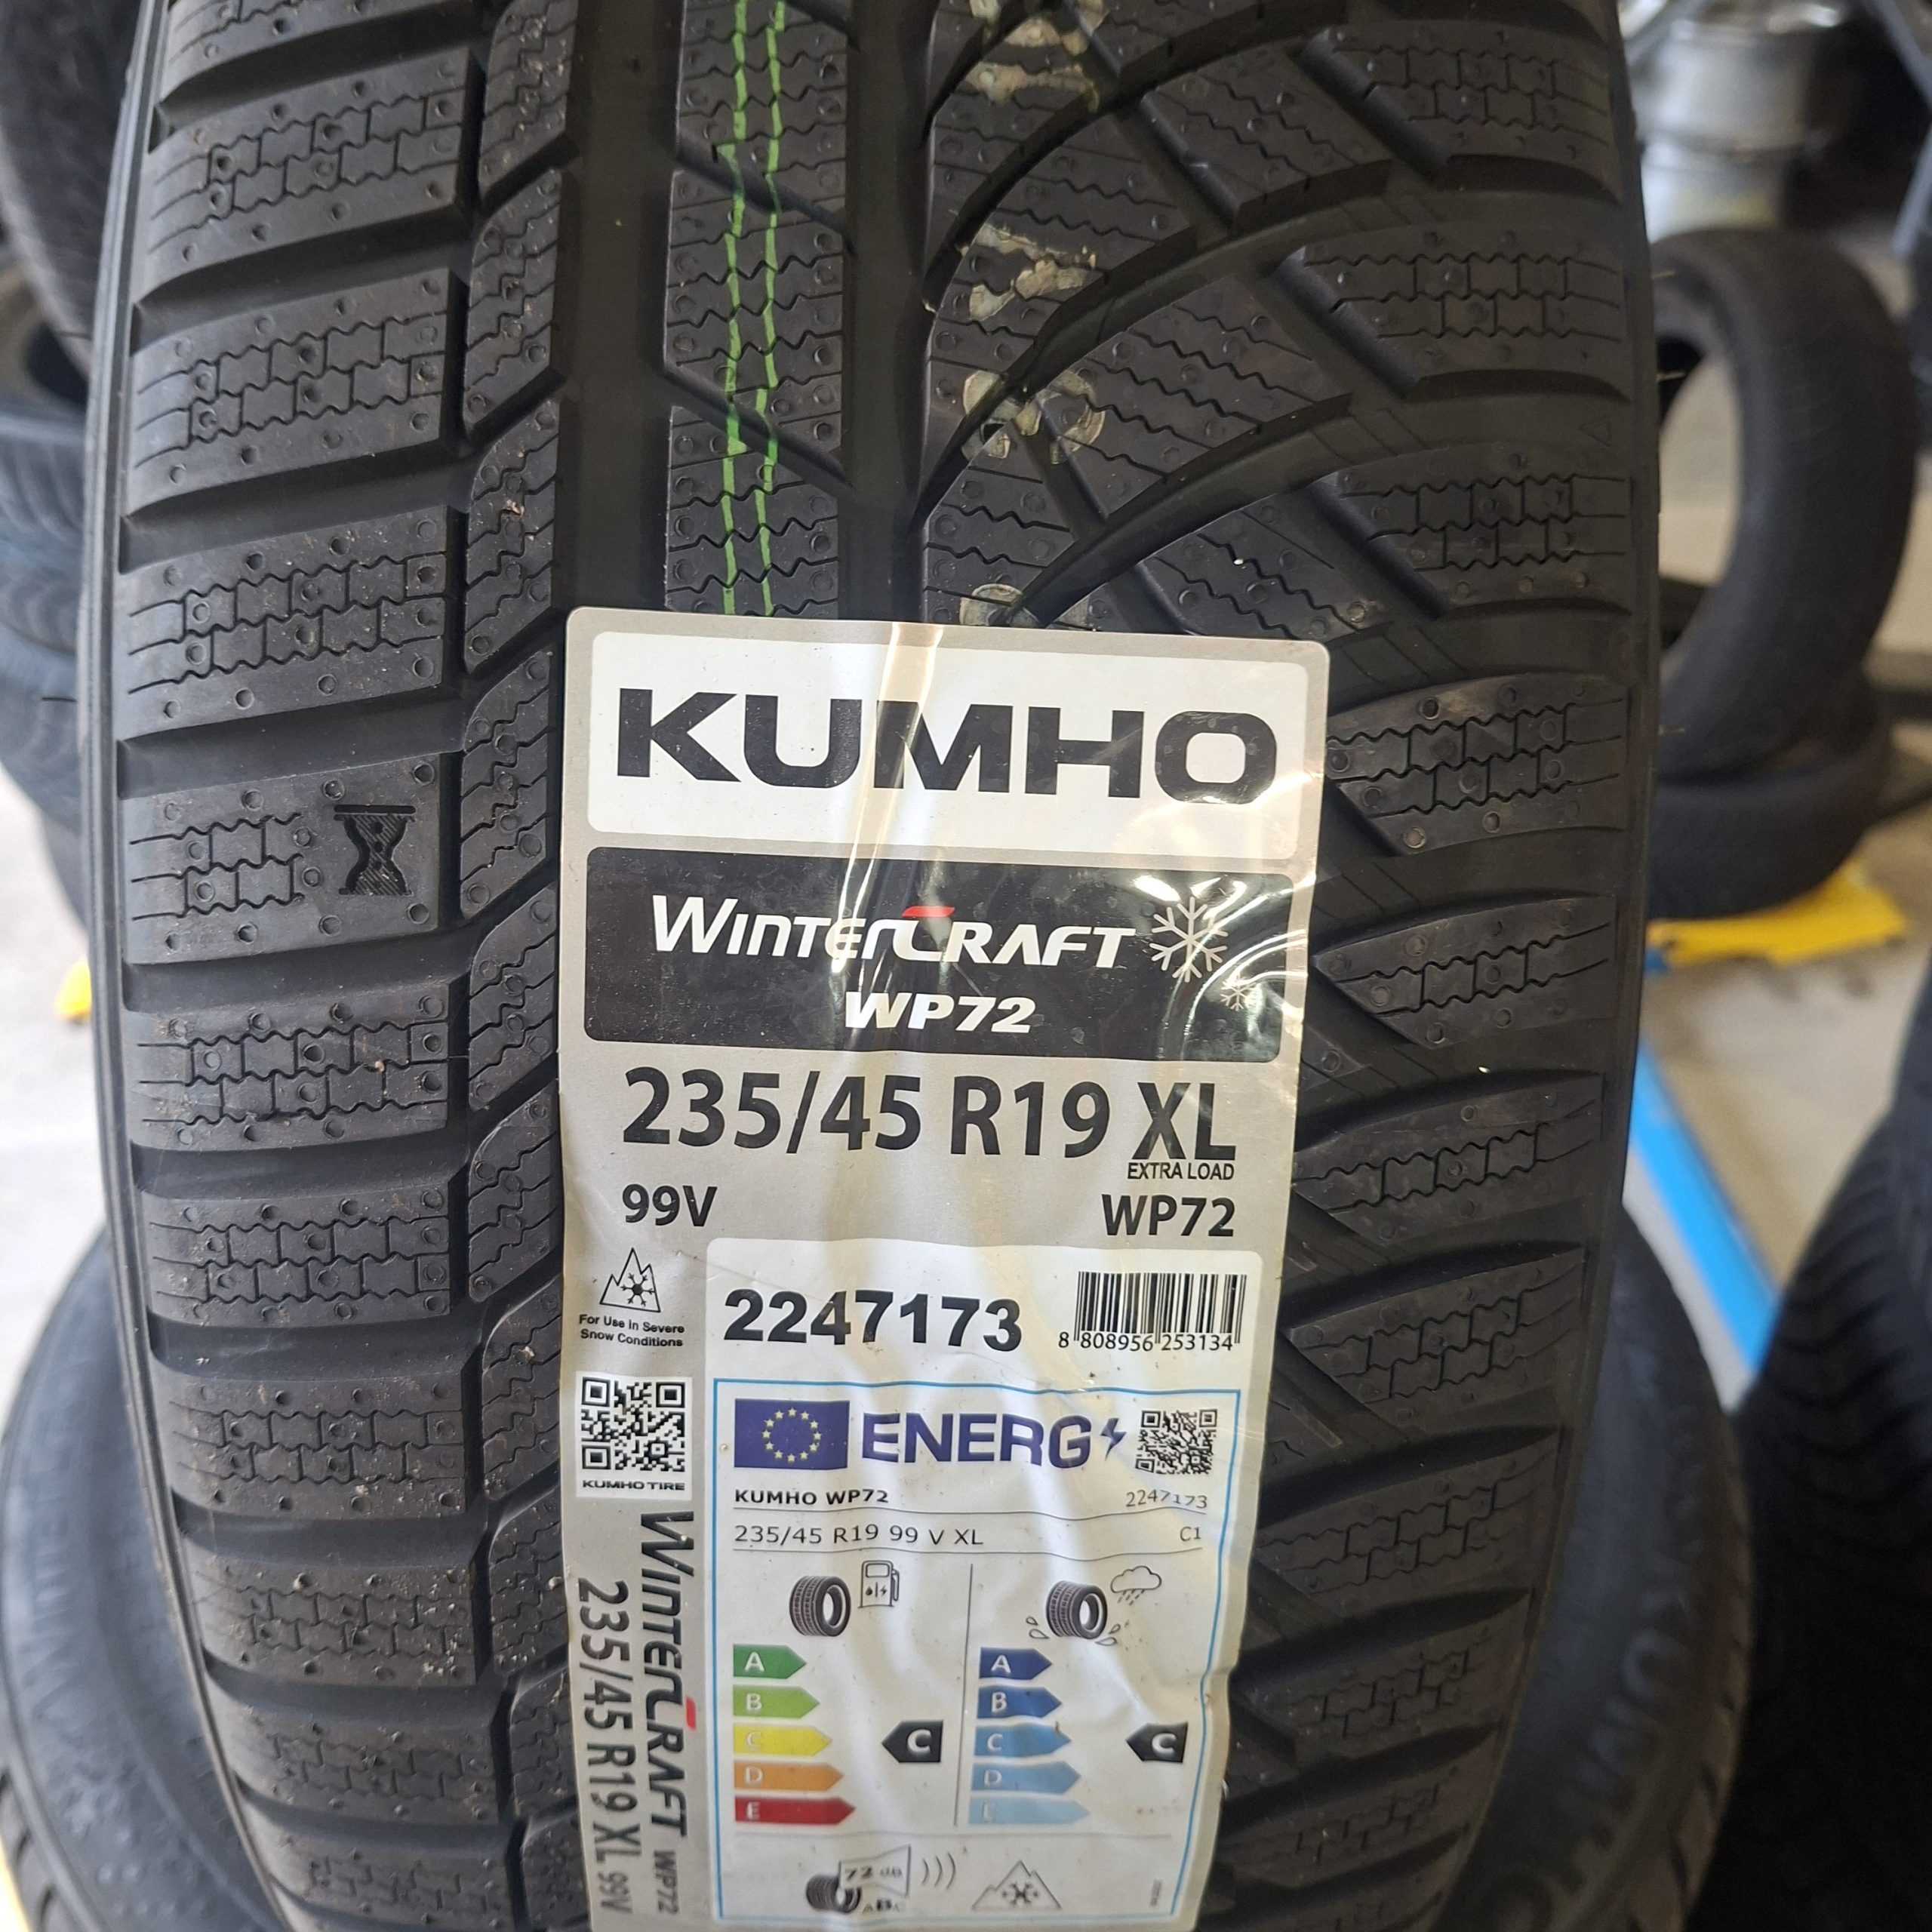 KUMHO
WINTERCRAFT
WP72
235/45 R19 XL
EXTRA LOAD
99V
WP72
For Use in Severe
Snow Conditions
2247173
8 808956 253134
KUMHO TIRE
ENERG
KUMHO WP72
2247173
235/45 R19 99 V XL
C1
A
B
C
D
E
C
A
B
C
D
E
C
72 dB
ABC
WINTERCRAFT WP72
235/45 R19 XL 99V